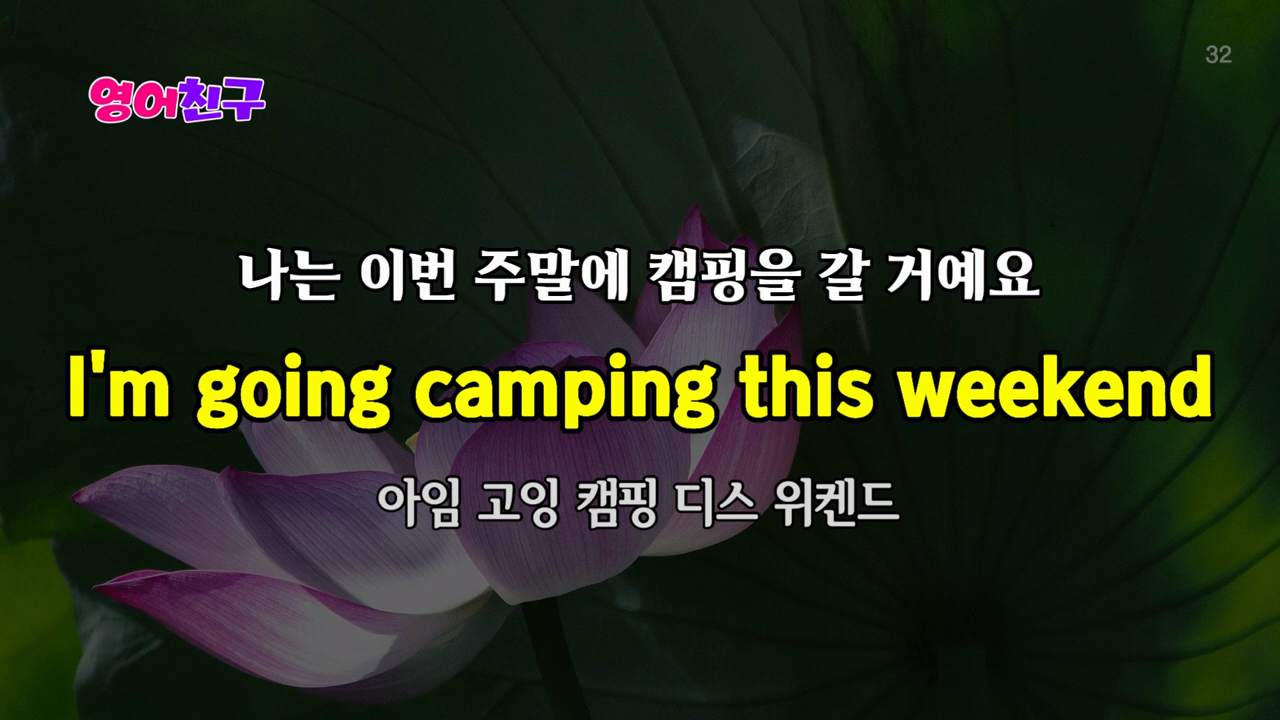 32
영어친구
나는 이번 주말에 캠핑을 갈 거예요
I'm going camping this weekend
아임 고잉 캠핑 디스 위켄드